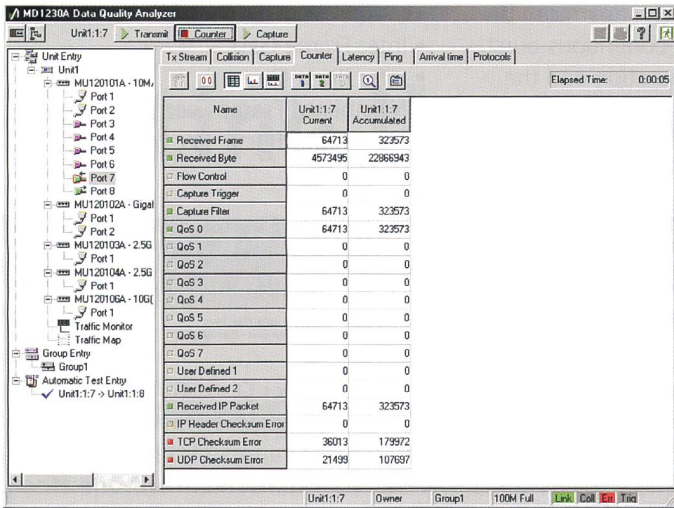 MD1230A Data Quality Analyzer
Unit1:1:7 Transmit Counter Capture
Unit Entry
Unit1
MU120101A - 10M/
Port 1
Port 2
Port 3
Port 4
Port 5
Port 6
Port 7
Port 8
MU120102A - Gigal
Port 1
Port 2
MU120103A - 2.5G
Port 1
MU120104A - 2.5G
Port 1
MU120106A - 10G(
Port 1
Traffic Monitor
Traffic Map
Group Entry
Group1
Automatic Test Entry
Unit1:1:7 -> Unit1:1:8
Tx Stream Collision Capture Counter Latency Ping Arrival time Protocols
Elapsed Time: 0:00:05
Name Unit1:1:7 Current Unit1:1:7 Accumulated
Received Frame 64713 323573
Received Byte 4573495 22866943
Flow Control 0 0
Capture Trigger 0 0
Capture Filter 64713 323573
QoS 0 64713 323573
QoS 1 0 0
QoS 2 0 0
QoS 3 0 0
QoS 4 0 0
QoS 5 0 0
QoS 6 0 0
QoS 7 0 0
User Defined 1 0 0
User Defined 2 0 0
Received IP Packet 64713 323573
IP Header Checksum Error 0 0
TCP Checksum Error 36013 179972
UDP Checksum Error 21499 107697
Unit1:1:7 Owner Group1 100M Full Link Coll Err Trig